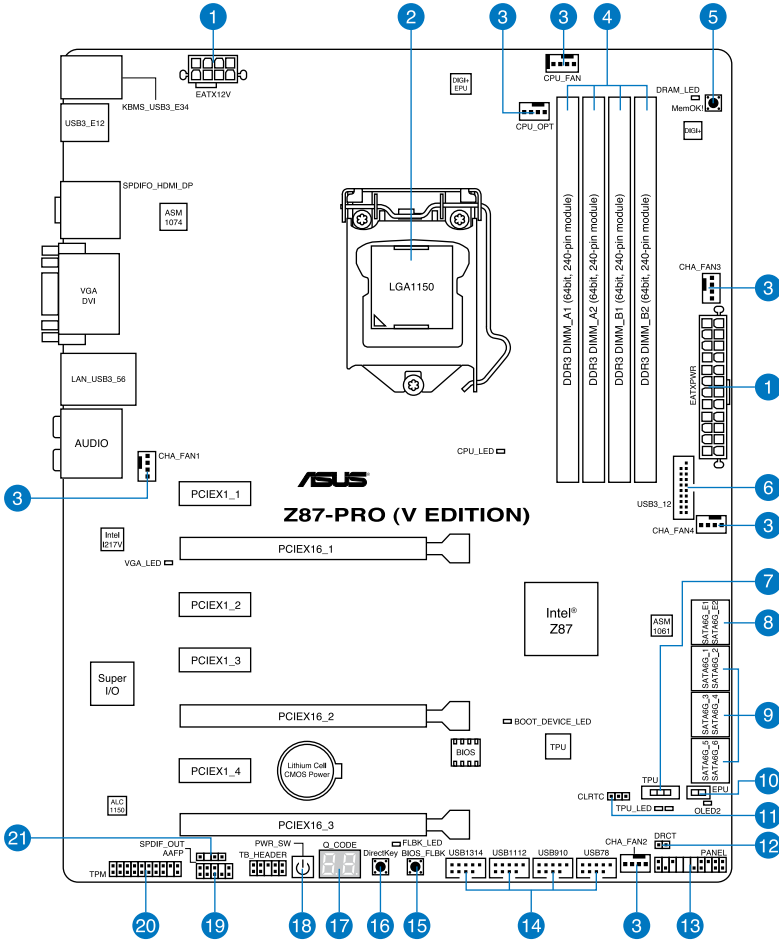 1
2
3
3
4
5
EATX12V
KBMS_USB3_E34
USB3_E12
DIGI+
EPU
CPU_FAN
CPU_OPT
DRAM_LED
MemOK!
DIGI+
SPDIFO_HDMI_DP
ASM
1074
VGA
DVI
LGA1150
DDR3 DIMM_A1 (64bit, 240-pin module)
DDR3 DIMM_A2 (64bit, 240-pin module)
DDR3 DIMM_B1 (64bit, 240-pin module)
DDR3 DIMM_B2 (64bit, 240-pin module)
CHA_FAN3
3
EATXPWR
1
LAN_USB3_56
AUDIO
CHA_FAN1
3
CPU_LED
ASUS
Z87-PRO (V EDITION)
USB3_12
6
CHA_FAN4
3
PCIEX1_1
Intel
I217V
VGA_LED
PCIEX16_1
7
PCIEX1_2
Intel®
Z87
ASM
1061
SATA6G_E1
SATA6G_E2
8
PCIEX1_3
SATA6G_1
SATA6G_2
Super
I/O
PCIEX16_2
BOOT_DEVICE_LED
SATA6G_3
SATA6G_4
9
BIOS
TPU
SATA6G_5
SATA6G_6
PCIEX1_4
Lithium Cell
CMOS Power
TPU
EPU
10
CLRTC
TPU_LED
OLED2
11
ALC
1150
PCIEX16_3
21
SPDIF_OUT
AAFP
TPM
PWR_SW
TB_HEADER
Q_CODE
88
DirectKey
FLBK_LED
BIOS_FLBK
USB1314
USB1112
USB910
USB78
CHA_FAN2
DRCT
12
PANEL
20
19
18
17
16
15
14
3
13